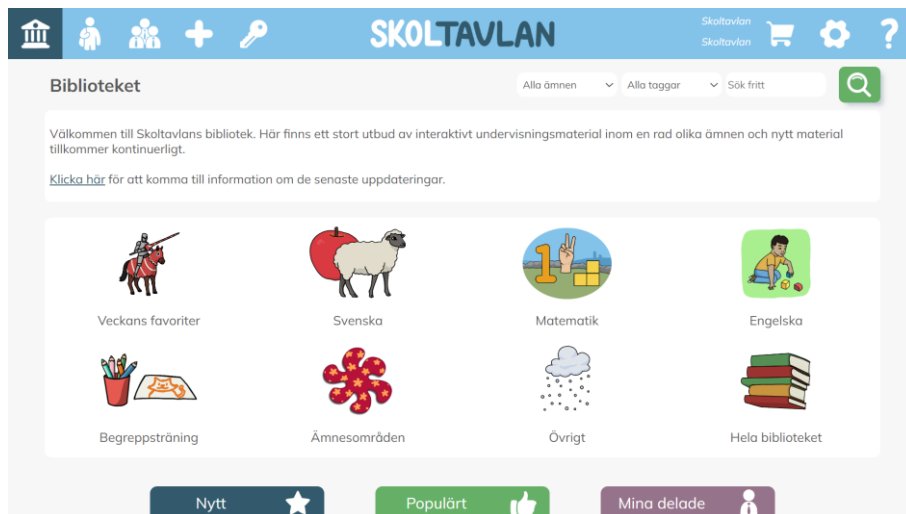 SKOLTAVLAN
Skoltavlan
Skoltavlan
?
Biblioteket
Alla ämnen
Alla taggar
Sök fritt
Välkommen till Skoltavlans bibliotek. Här finns ett stort utbud av interaktivt undervisningsmaterial inom en rad olika ämnen och nytt material
tillkommer kontinuerligt.
Klicka här för att komma till information om de senaste uppdateringar.
1
Veckans favoriter
Svenska
Matematik
Engelska
Begreppsträning
Ämnesområden
Övrigt
Hela biblioteket
Nytt
Populärt
Mina delade